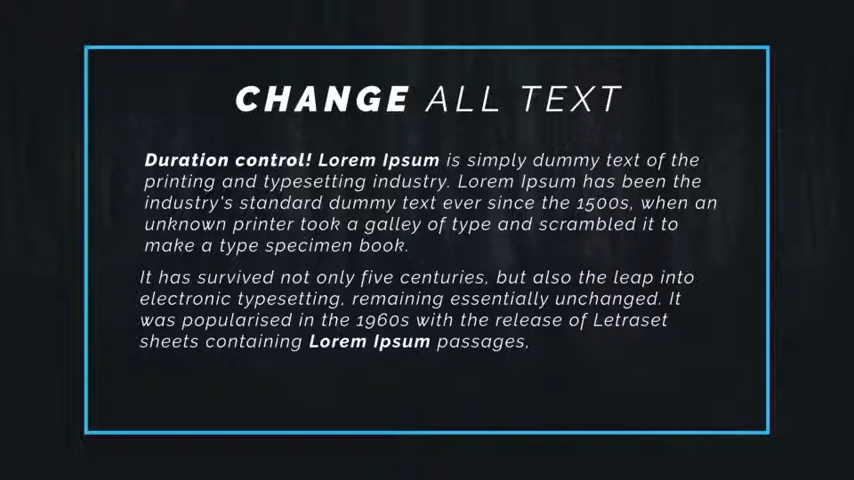 CHANGE ALL TEXT
Duration control! Lorem Ipsum is simply dummy text of the
printing and typesetting industry. Lorem Ipsum has been the
industry's standard dummy text ever since the 1500s, when an
unknown printer took a galley of type and scrambled it to
make a type specimen book.
It has survived not only five centuries, but also the leap into
electronic typesetting, remaining essentially unchanged. It
was popularised in the 1960s with the release of Letraset
sheets containing Lorem Ipsum passages,